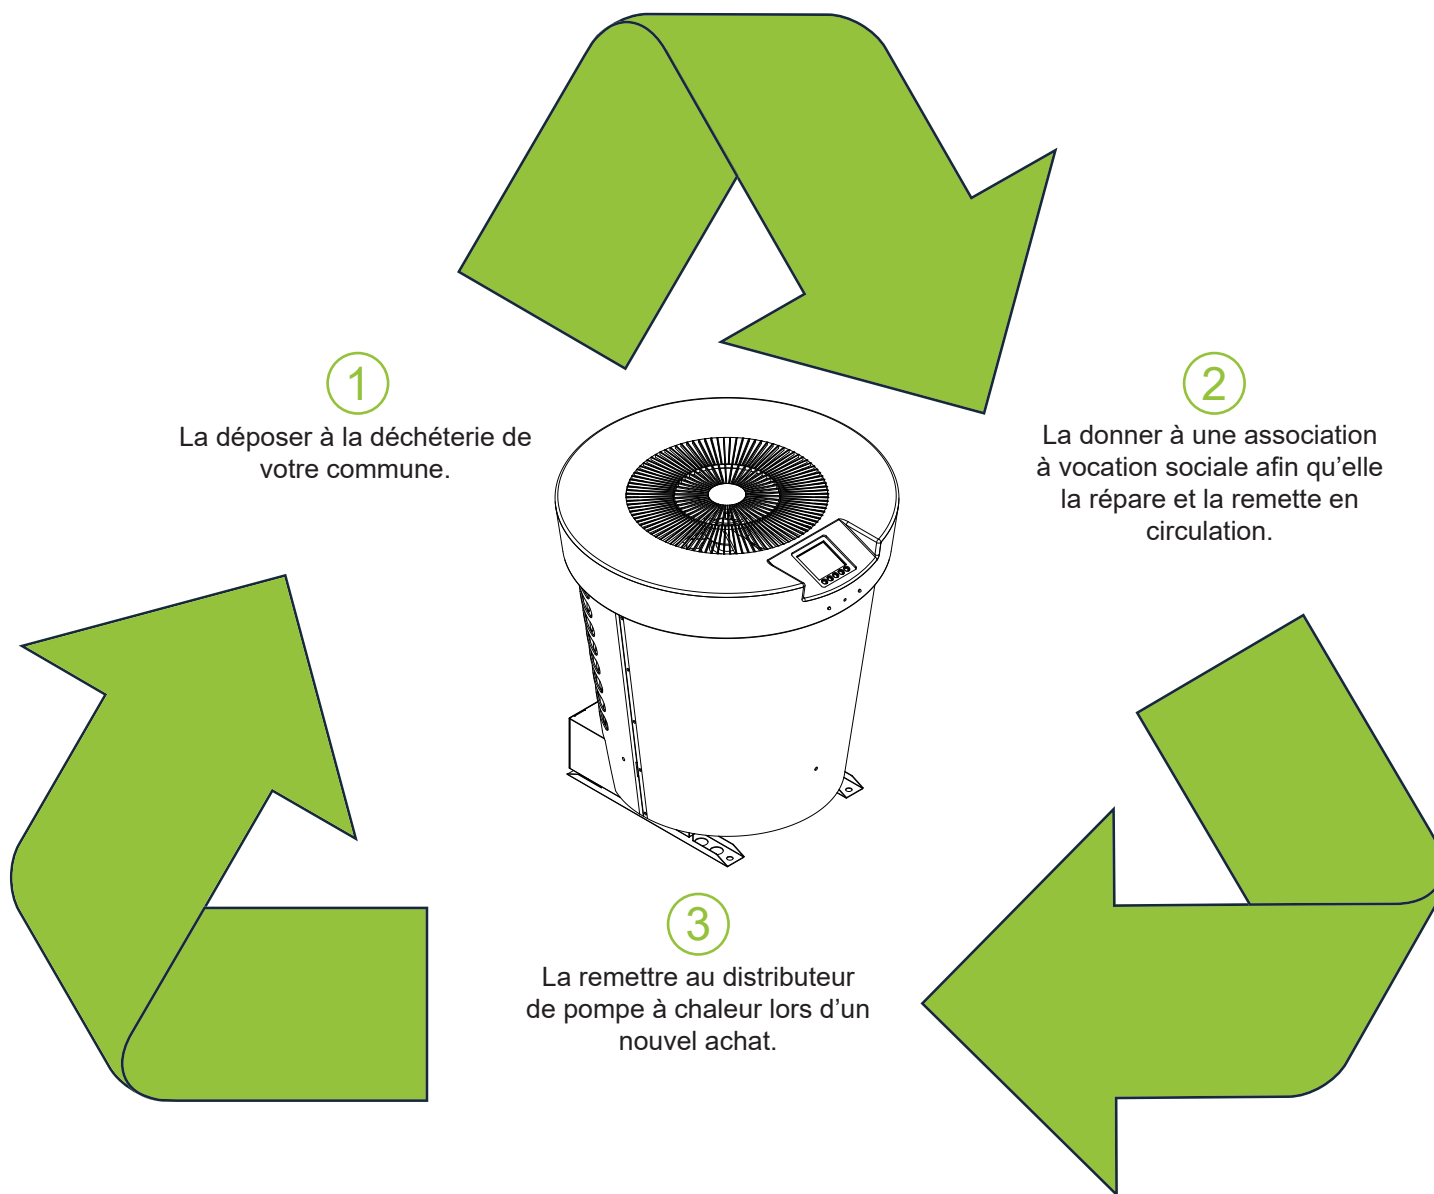 1
La déposer à la déchéterie de
votre commune.
2
La donner à une association
à vocation sociale afin qu’elle
la répare et la remette en
circulation.
3
La remettre au distributeur
de pompe à chaleur lors d’un
nouvel achat.